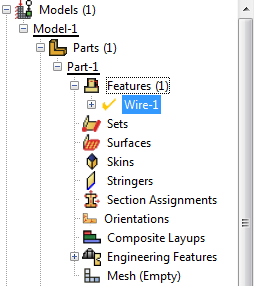 Models (1)
Model-1
Parts (1)
Part-1
Features (1)
Wire-1
Sets
Surfaces
Skins
Stringers
Section Assignments
Orientations
Composite Layups
Engineering Features
Mesh (Empty)